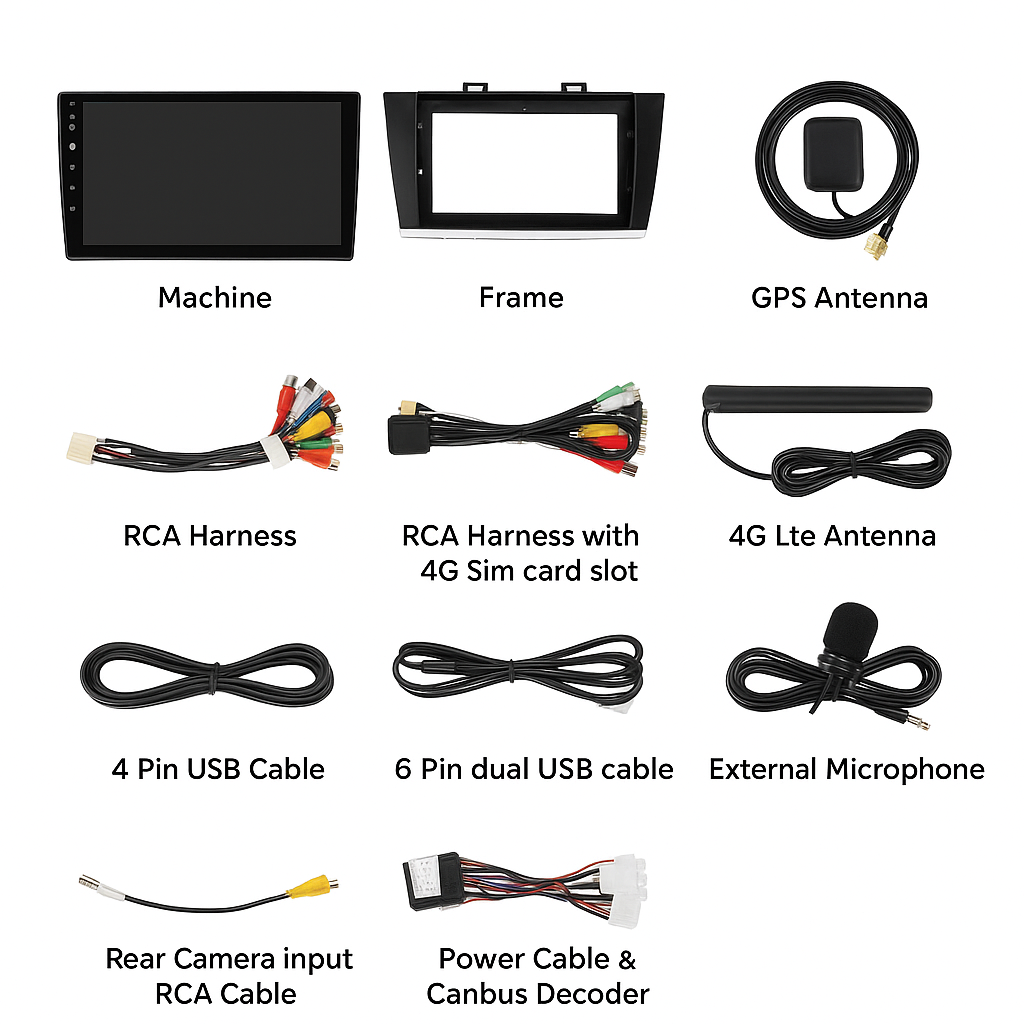 Machine
Frame
GPS Antenna
RCA Harness
RCA Harness with
4G Sim card slot
4G Lte Antenna
4 Pin USB Cable
6 Pin dual USB cable
External Microphone
Rear Camera input
RCA Cable
Power Cable &
Canbus Decoder